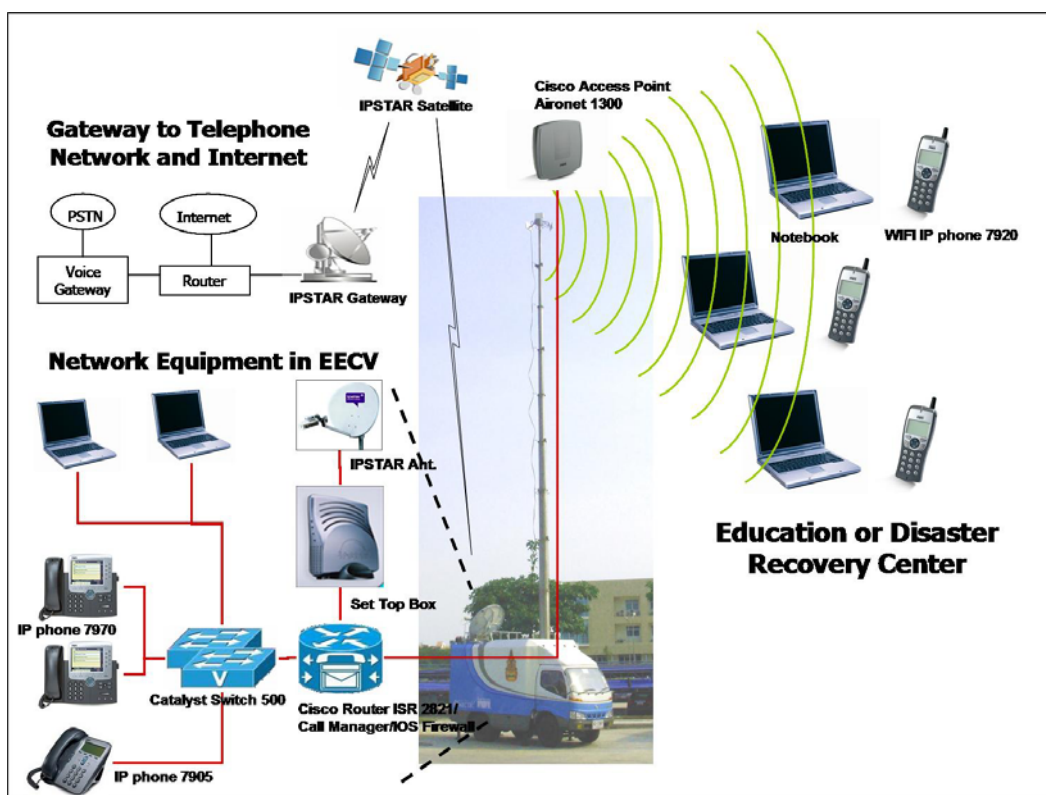 IPSTAR Satellite
Cisco Access Point
Aironet 1300
Gateway to Telephone
Network and Internet
PSTN
Internet
Voice
Gateway
Router
IPSTAR Gateway
Notebook
WIFI IP phone 7920
Network Equipment in EECV
IPSTAR Ant.
Set Top Box
Education or Disaster
Recovery Center
IP phone 7970
V
Catalyst Switch 500
Cisco Router ISR 2821/
Call Manager/IOS Firewall
IP phone 7905